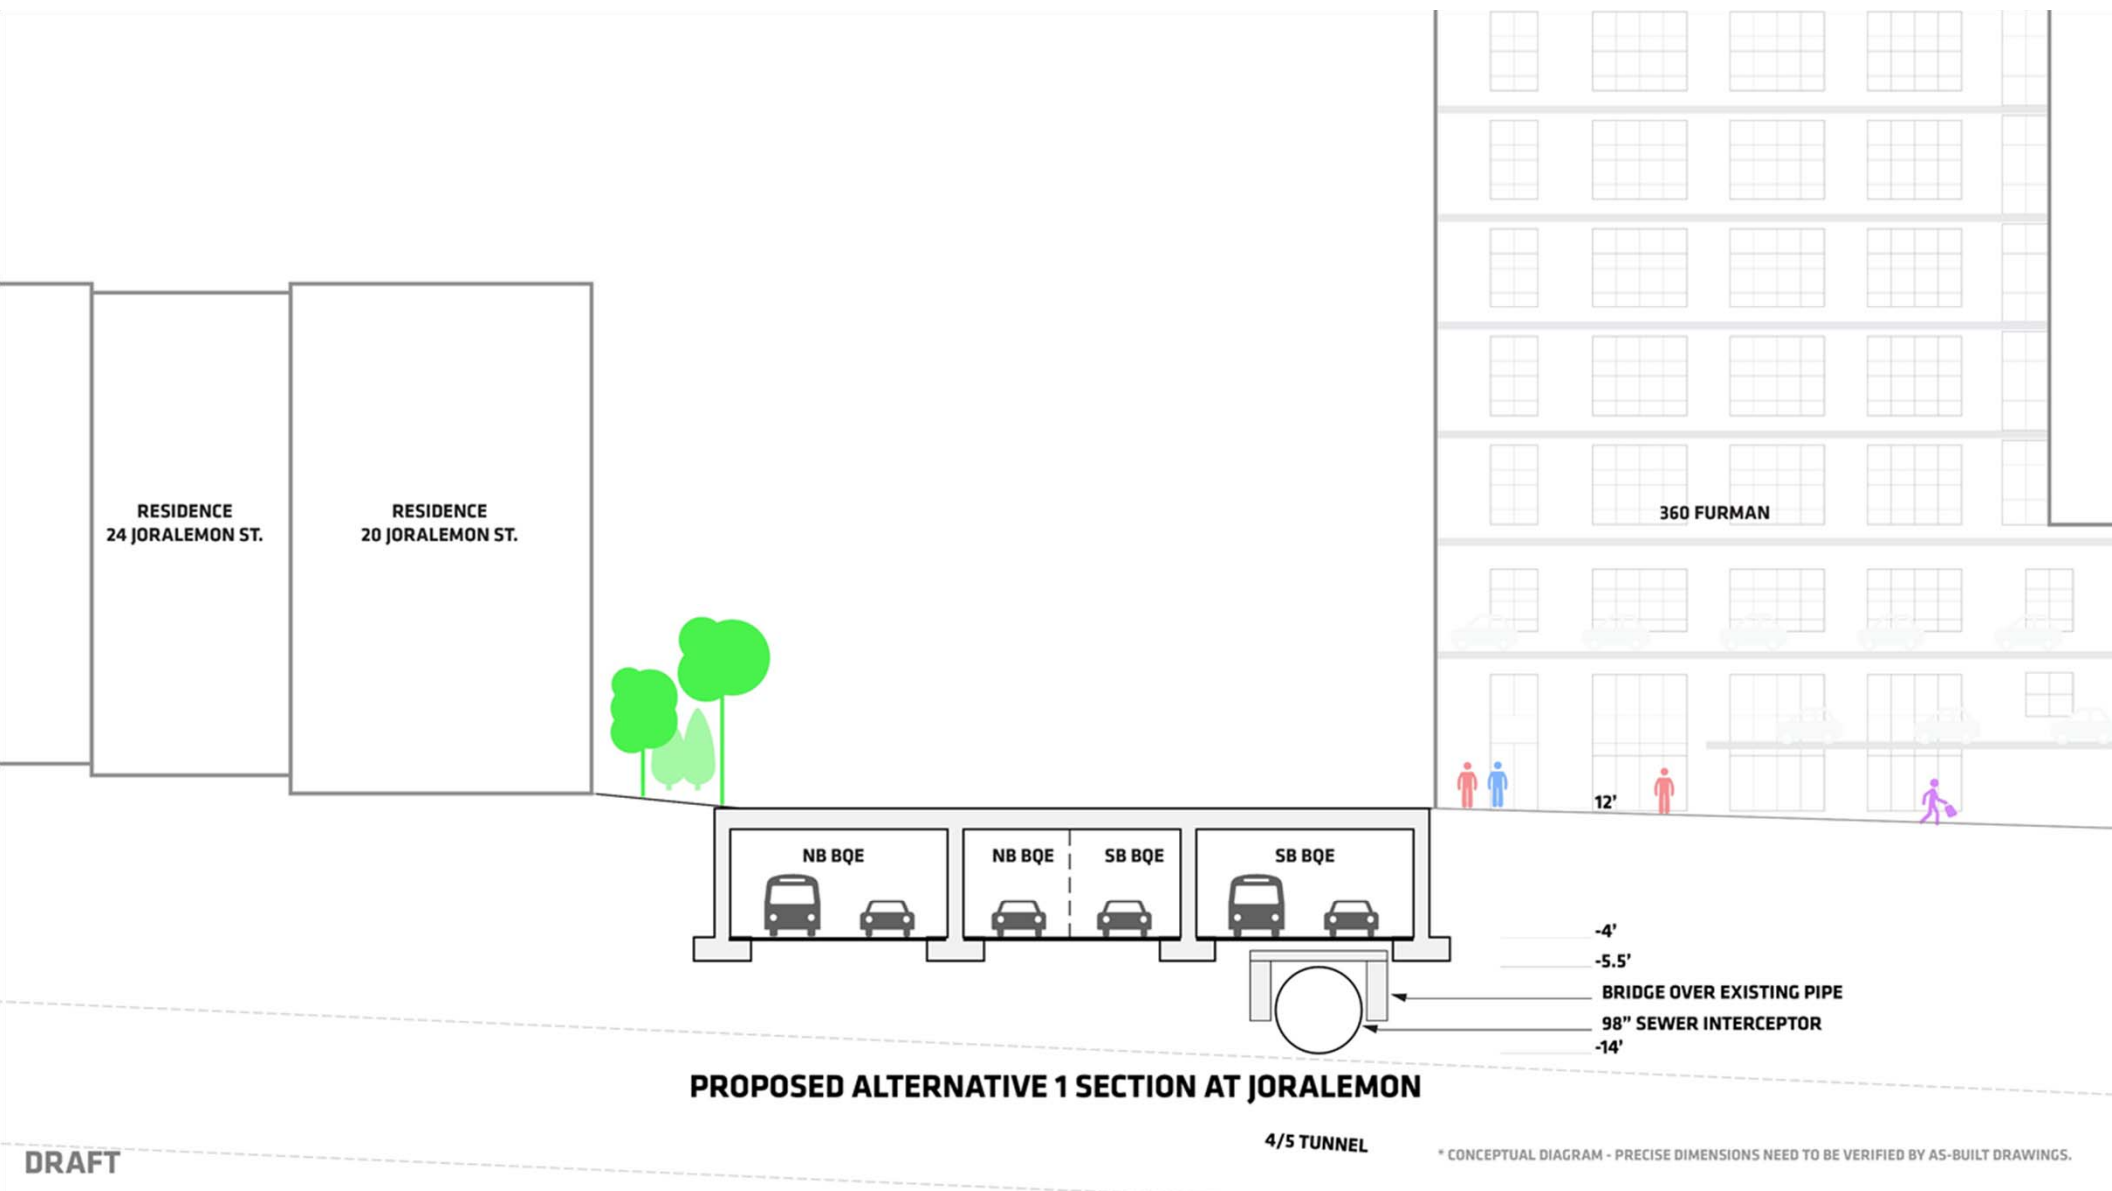 RESIDENCE
24 JORALEMON ST.
RESIDENCE
20 JORALEMON ST.
360 FURMAN
12’
NB BQE
NB BQE
SB BQE
SB BQE
-4’
-5.5’
BRIDGE OVER EXISTING PIPE
98” SEWER INTERCEPTOR
-14’
PROPOSED ALTERNATIVE 1 SECTION AT JORALEMON
4/5 TUNNEL
DRAFT
* CONCEPTUAL DIAGRAM - PRECISE DIMENSIONS NEED TO BE VERIFIED BY AS-BUILT DRAWINGS.